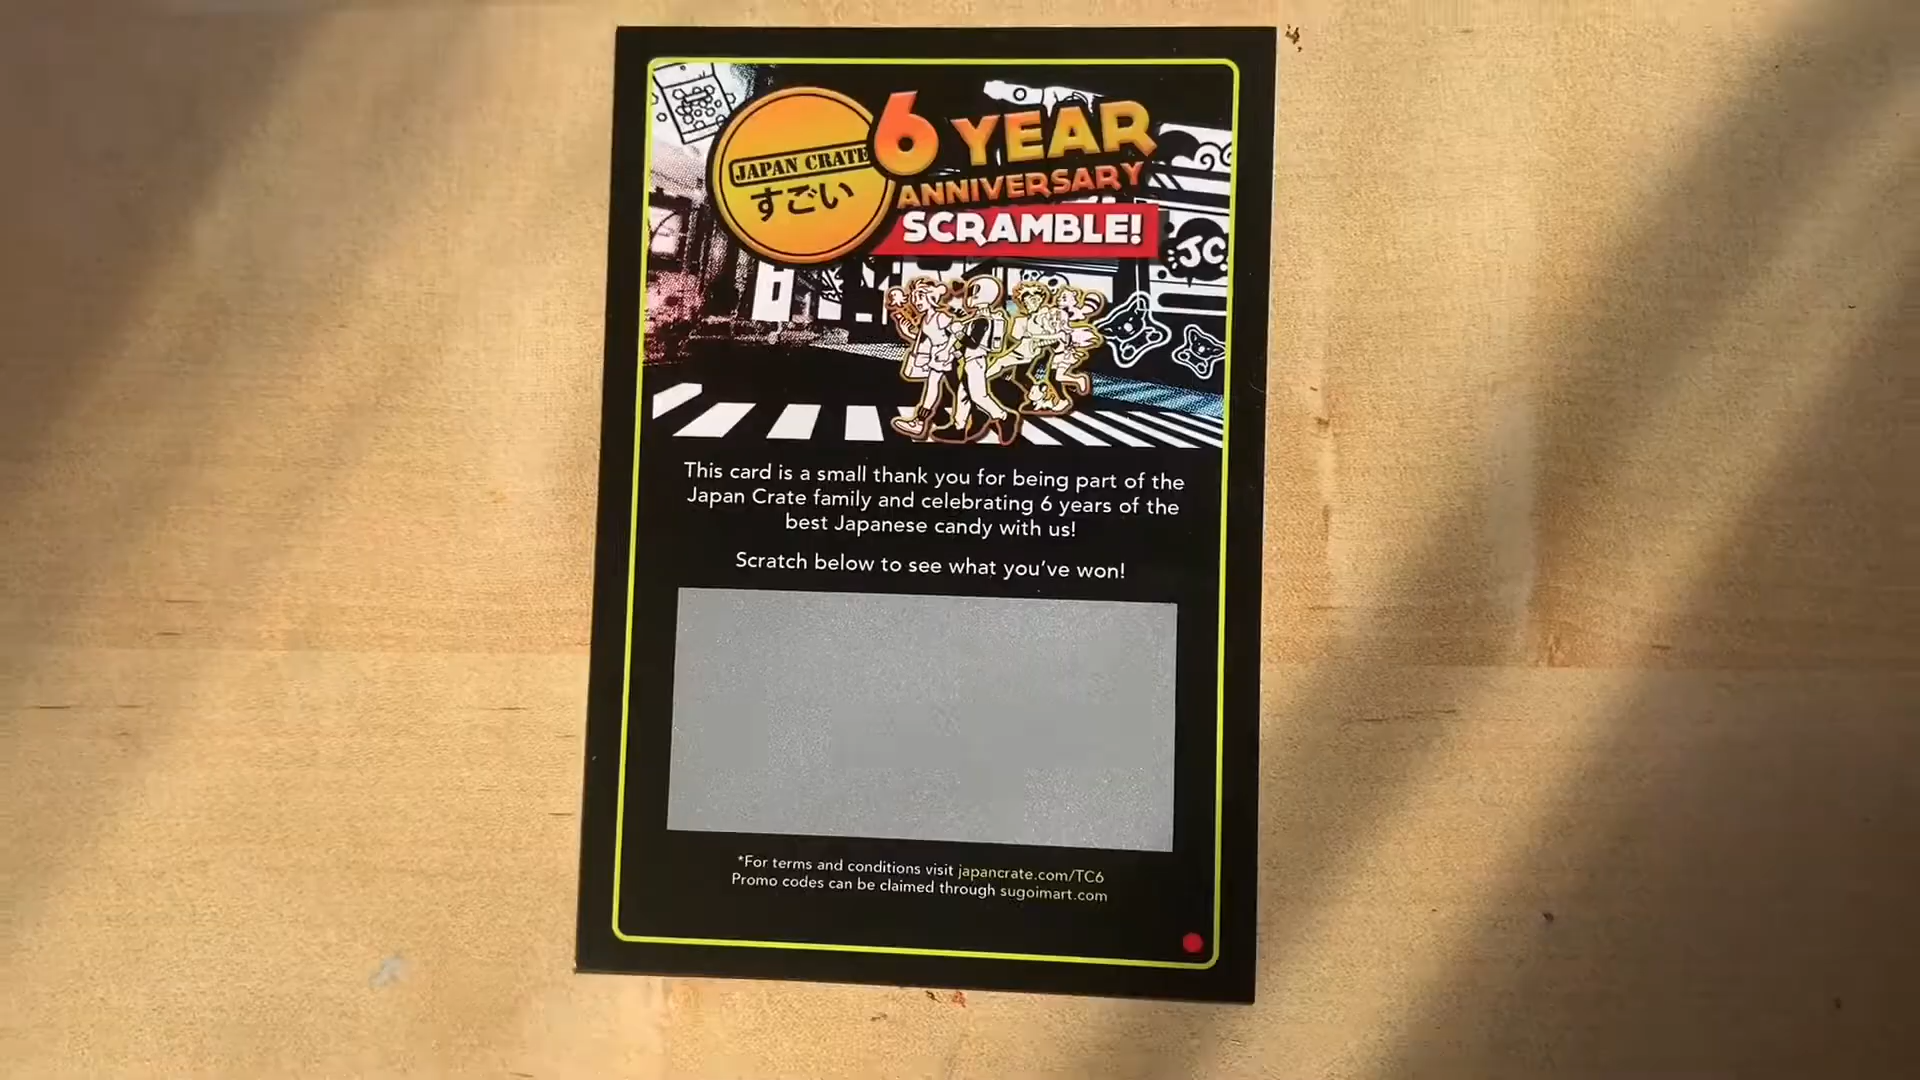 JAPAN CRATE
すごい
6 YEAR
ANNIVERSARY
SCRAMBLE!
JC
This card is a small thank you for being part of the
Japan Crate family and celebrating 6 years of the
best Japanese candy with us!
Scratch below to see what you've won!
*For terms and conditions visit japancrate.com/TC6
Promo codes can be claimed through sugoimart.com